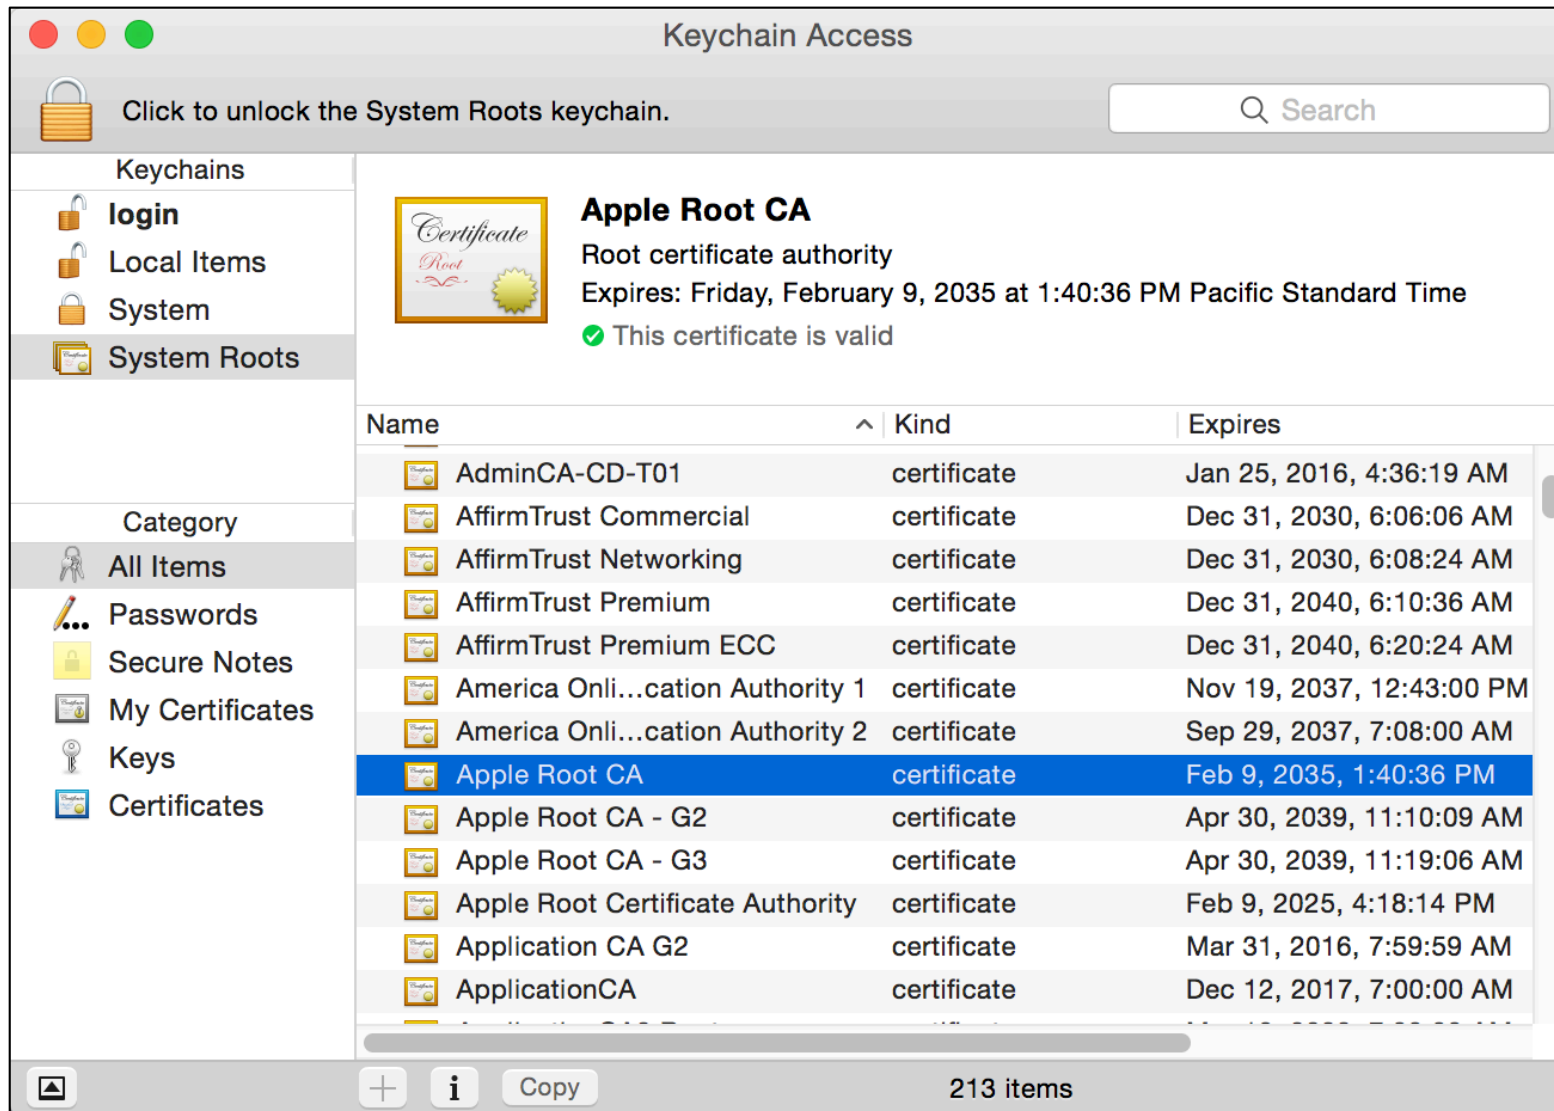 Keychain Access
Click to unlock the System Roots keychain.
Search
Keychains
login
Local Items
System
System Roots
Category
All Items
Passwords
Secure Notes
My Certificates
Keys
Certificates
Certificate
Root
Apple Root CA
Root certificate authority
Expires: Friday, February 9, 2035 at 1:40:36 PM Pacific Standard Time
This certificate is valid
Name Kind Expires
AdminCA-CD-T01 certificate Jan 25, 2016, 4:36:19 AM
AffirmTrust Commercial certificate Dec 31, 2030, 6:06:06 AM
AffirmTrust Networking certificate Dec 31, 2030, 6:08:24 AM
AffirmTrust Premium certificate Dec 31, 2040, 6:10:36 AM
AffirmTrust Premium ECC certificate Dec 31, 2040, 6:20:24 AM
America Onli...cation Authority 1 certificate Nov 19, 2037, 12:43:00 PM
America Onli...cation Authority 2 certificate Sep 29, 2037, 7:08:00 AM
Apple Root CA certificate Feb 9, 2035, 1:40:36 PM
Apple Root CA - G2 certificate Apr 30, 2039, 11:10:09 AM
Apple Root CA - G3 certificate Apr 30, 2039, 11:19:06 AM
Apple Root Certificate Authority certificate Feb 9, 2025, 4:18:14 PM
Application CA G2 certificate Mar 31, 2016, 7:59:59 AM
ApplicationCA certificate Dec 12, 2017, 7:00:00 AM
Copy
213 items